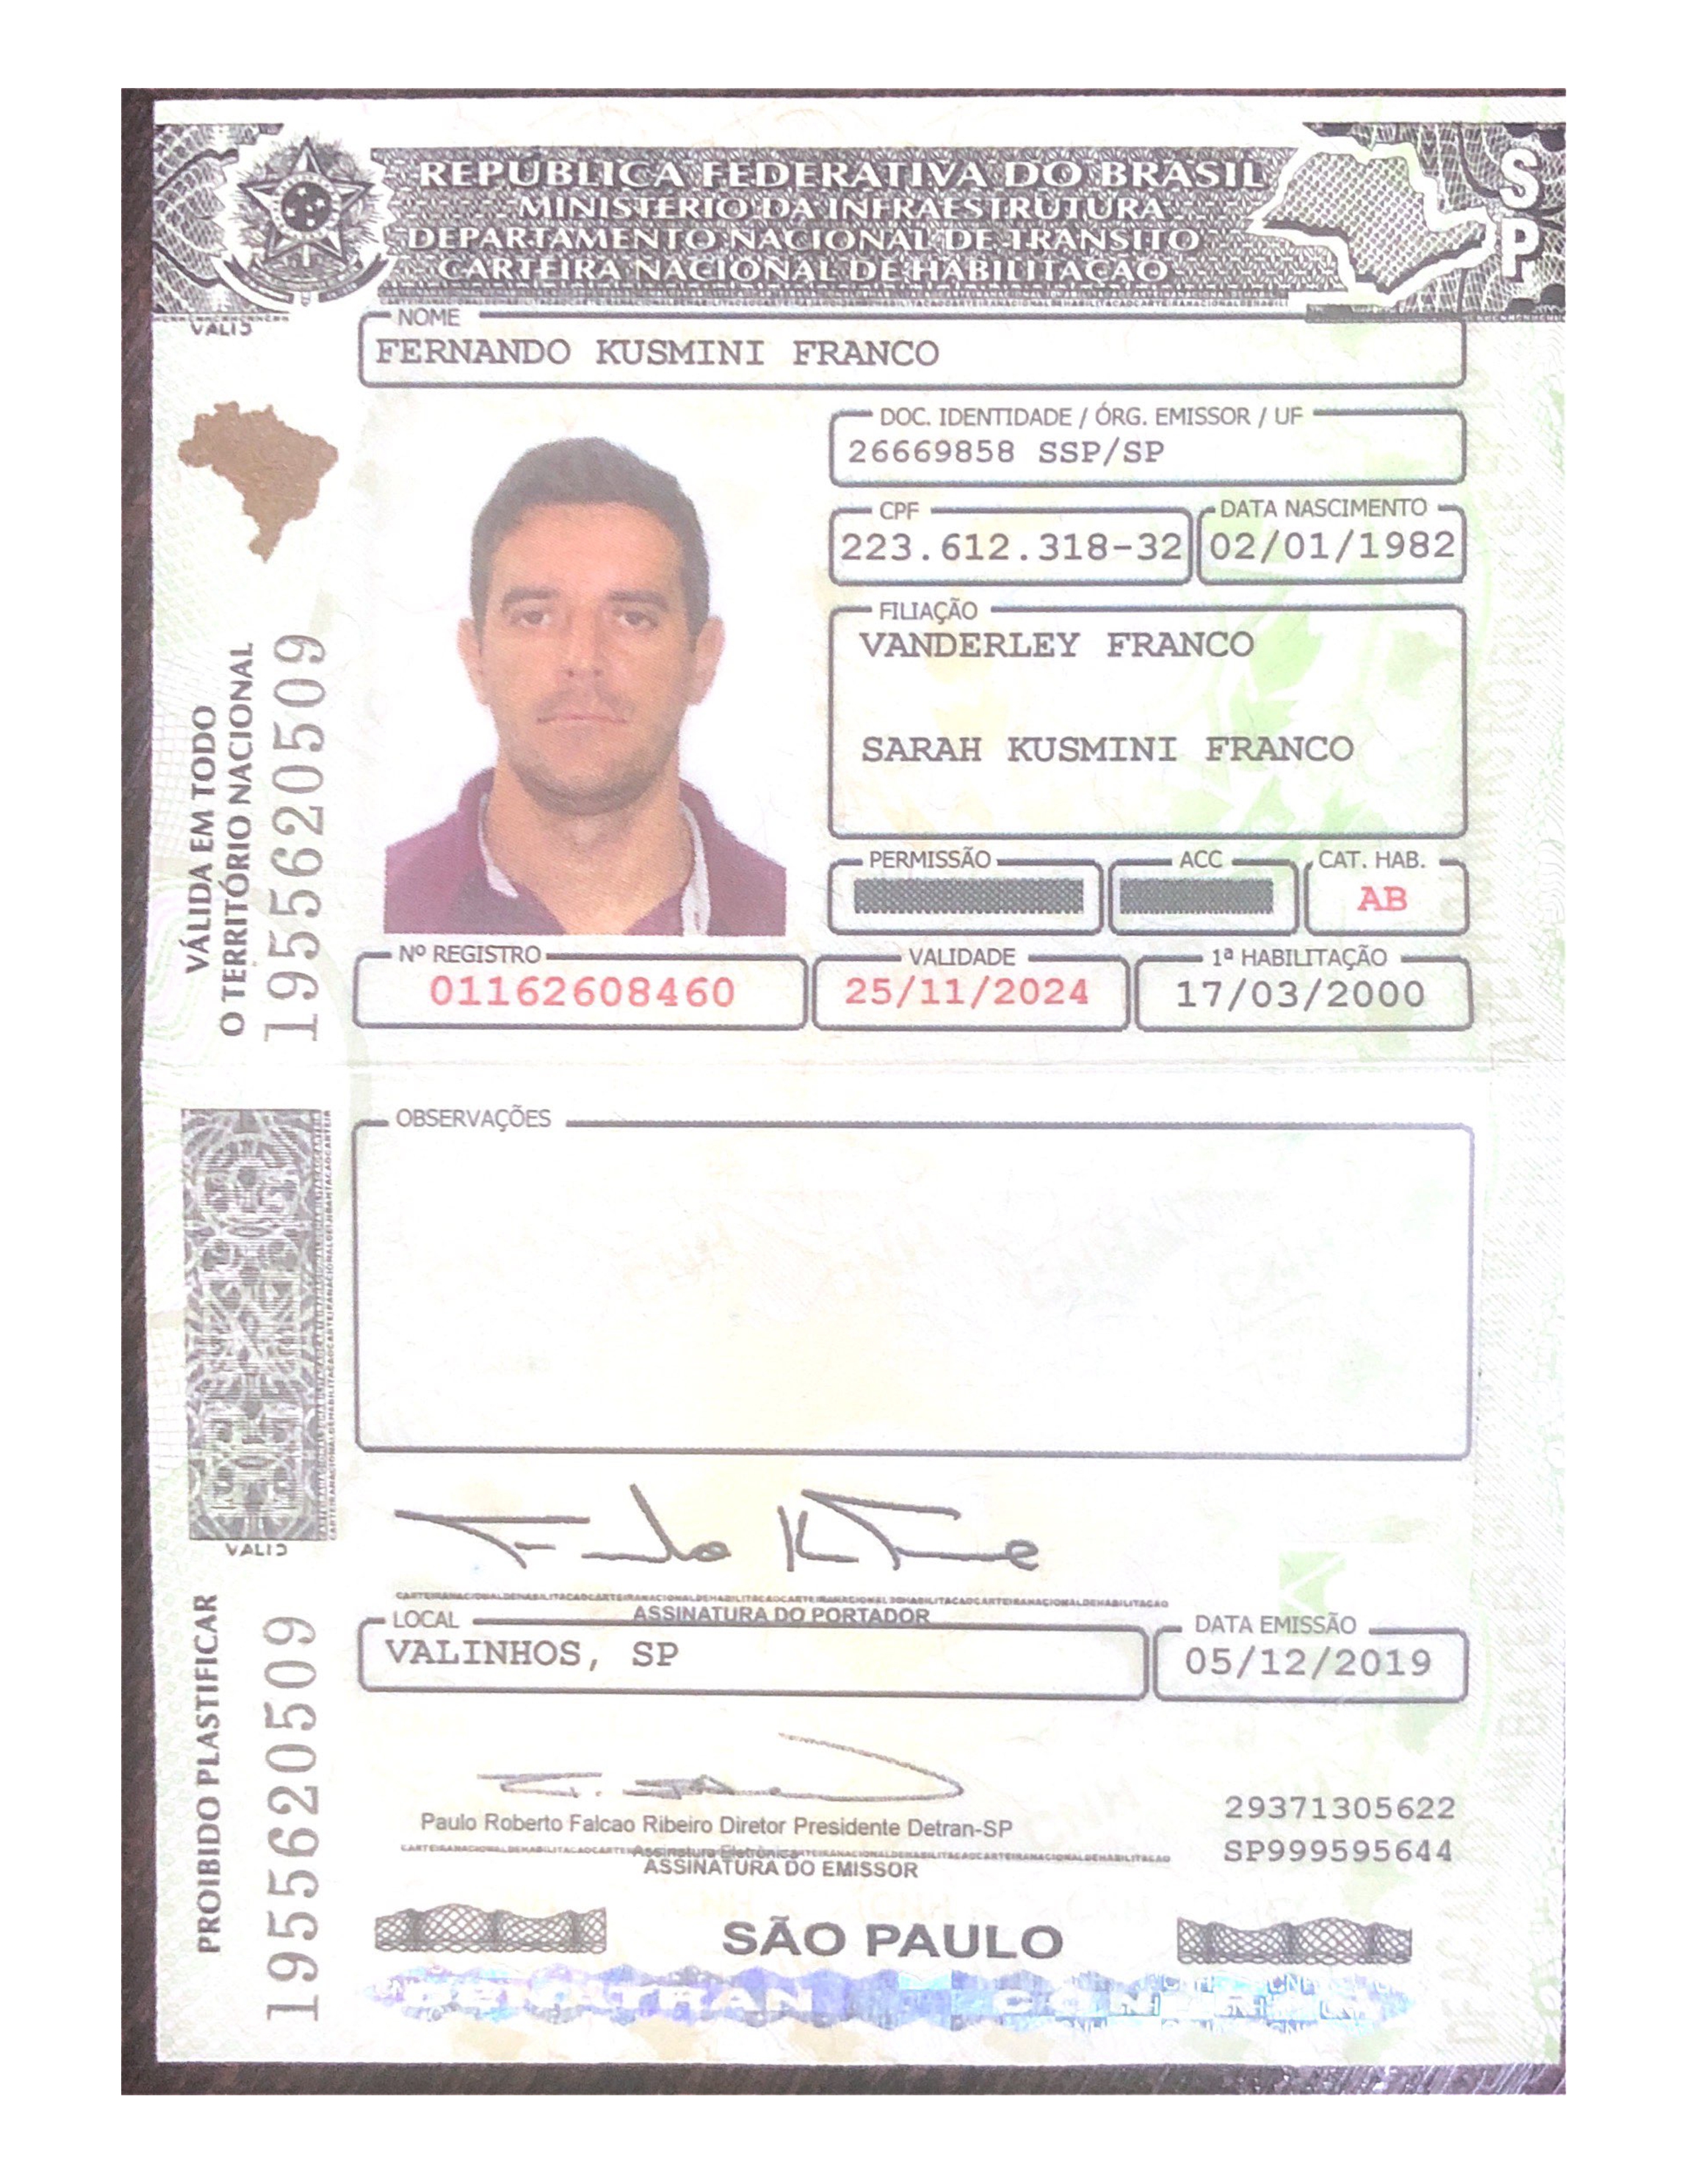 REPÚBLICA FEDERATIVA DO BRASIL
MINISTÉRIO DA INFRAESTRUTURA
DEPARTAMENTO NACIONAL DE TRÂNSITO
CARTEIRA NACIONAL DE HABILITAÇÃO
SP
NOME
FERNANDO KUSMINI FRANCO
DOC. IDENTIDADE / ÓRG. EMISSOR / UF
26669858 SSP/SP
CPF
223.612.318-32
DATA NASCIMENTO
02/01/1982
FILIAÇÃO
VANDERLEY FRANCO
SARAH KUSMINI FRANCO
PERMISSÃO
ACC
CAT. HAB.
AB
Nº REGISTRO
01162608460
VALIDADE
25/11/2024
1ª HABILITAÇÃO
17/03/2000
VÁLIDA EM TODO
O TERRITÓRIO NACIONAL
1955620509
OBSERVAÇÕES
ASSINATURA DO PORTADOR
LOCAL
VALINHOS, SP
DATA EMISSÃO
05/12/2019
Paulo Roberto Falcao Ribeiro Diretor Presidente Detran-SP
Assinatura Eletrônica
ASSINATURA DO EMISSOR
29371305622
SP999595644
PROIBIDO PLASTIFICAR
1955620509
SÃO PAULO